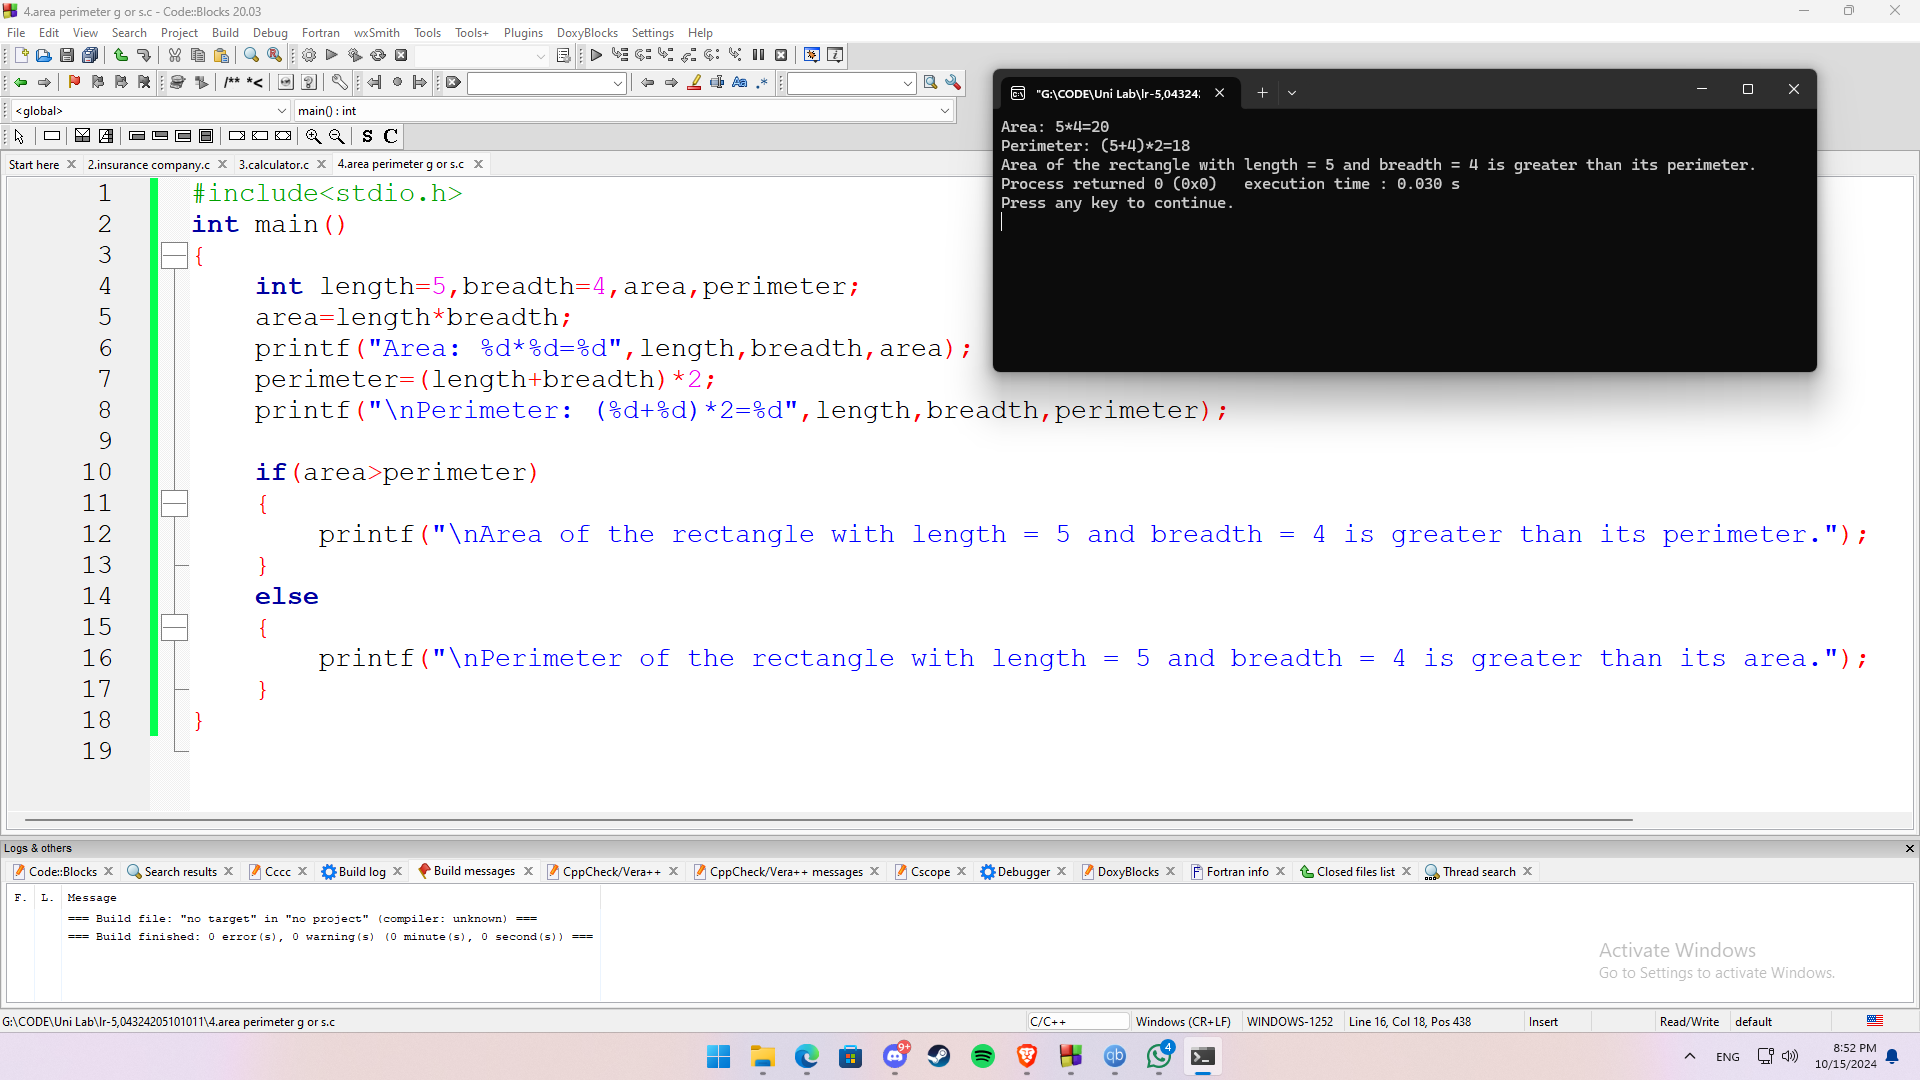 4.area perimeter g or s.c - Code::Blocks 20.03
File Edit View Search Project Build Debug Fortran wxSmith Tools Tools+ Plugins DoxyBlocks Settings Help
<global> main() : int
Start here 2.insurance company.c 3.calculator.c 4.area perimeter g or s.c
1 #include<stdio.h>
2 int main()
3 {
4 int length=5,breadth=4,area,perimeter;
5 area=length*breadth;
6 printf("Area: %d*%d=%d",length,breadth,area);
7 perimeter=(length+breadth)*2;
8 printf("\nPerimeter: (%d+%d)*2=%d",length,breadth,perimeter);
9
10 if(area>perimeter)
11 {
12 printf("\nArea of the rectangle with length = 5 and breadth = 4 is greater than its perimeter.");
13 }
14 else
15 {
16 printf("\nPerimeter of the rectangle with length = 5 and breadth = 4 is greater than its area.");
17 }
18 }
19
"G:\CODE\Uni Lab\lr-5,04324:
Area: 5*4=20
Perimeter: (5+4)*2=18
Area of the rectangle with length = 5 and breadth = 4 is greater than its perimeter.
Process returned 0 (0x0) execution time : 0.030 s
Press any key to continue.
Logs & others
Code::Blocks Search results Cccc Build log Build messages CppCheck/Vera++ CppCheck/Vera++ messages Cscope Debugger DoxyBlocks Fortran info Closed files list Thread search
F. L. Message
=== Build file: "no target" in "no project" (compiler: unknown) ===
=== Build finished: 0 error(s), 0 warning(s) (0 minute(s), 0 second(s)) ===
Activate Windows
Go to Settings to activate Windows.
G:\CODE\Uni Lab\lr-5,04324205101011\4.area perimeter g or s.c C/C++ Windows (CR+LF) WINDOWS-1252 Line 16, Col 18, Pos 438 Insert Read/Write default
9+ 4 ENG 8:52 PM
10/15/2024